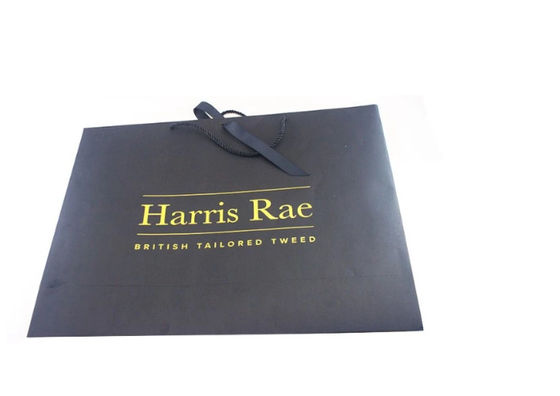 Harris Rae
BRITISH TAILORED TWEED